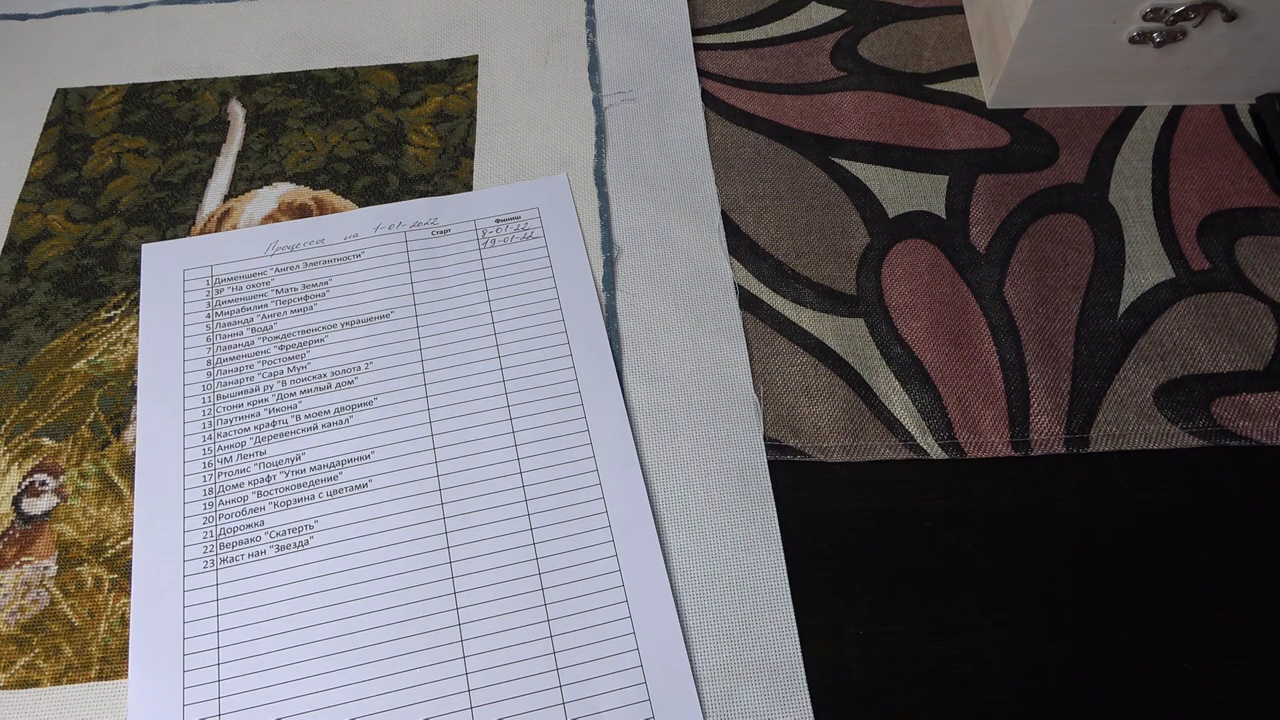 Процессы на 1-01-2022
Старт Финиш
1 Дименшенс "Ангел Элегантности" 8-01-22
2 ЗР "На охоте" 19-01-22
3 Дименшенс "Мать Земля"
4 Мирабилия "Персифона"
5 Лаванда "Ангел мира"
6 Панна "Вода"
7 Лаванда "Рождественское украшение"
8 Дименшенс "Фредерик"
9 Ланарте "Ростомер"
10 Ланарте "Сара Мун"
11 Вышивай ру "В поисках золота 2"
12 Стони крик "Дом милый дом"
13 Паутинка "Икона"
14 Кастом крафтц "В моем дворике"
15 Анкор "Деревенский канал"
16 ЧМ Ленты
17 Ртолис "Поцелуй"
18 Доме крафт "Утки мандаринки"
19 Анкор "Востоковедение"
20 Рогоблен "Корзина с цветами"
21 Дорожка
22 Вервако "Скатерть"
23 Жаст нан "Звезда"